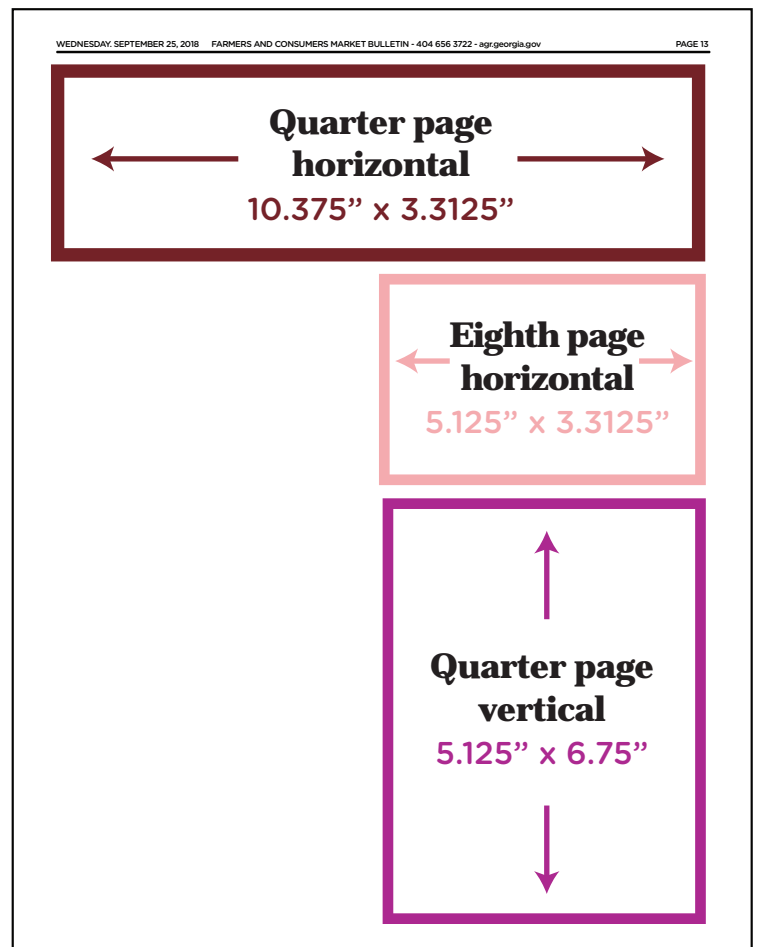 WEDNESDAY. SEPTEMBER 25, 2018 FARMERS AND CONSUMERS MARKET BULLETIN - 404 656 3722 - agr.georgia.gov PAGE 13
Quarter page
horizontal
10.375” x 3.3125”
Eighth page
horizontal
5.125” x 3.3125”
Quarter page
vertical
5.125” x 6.75”